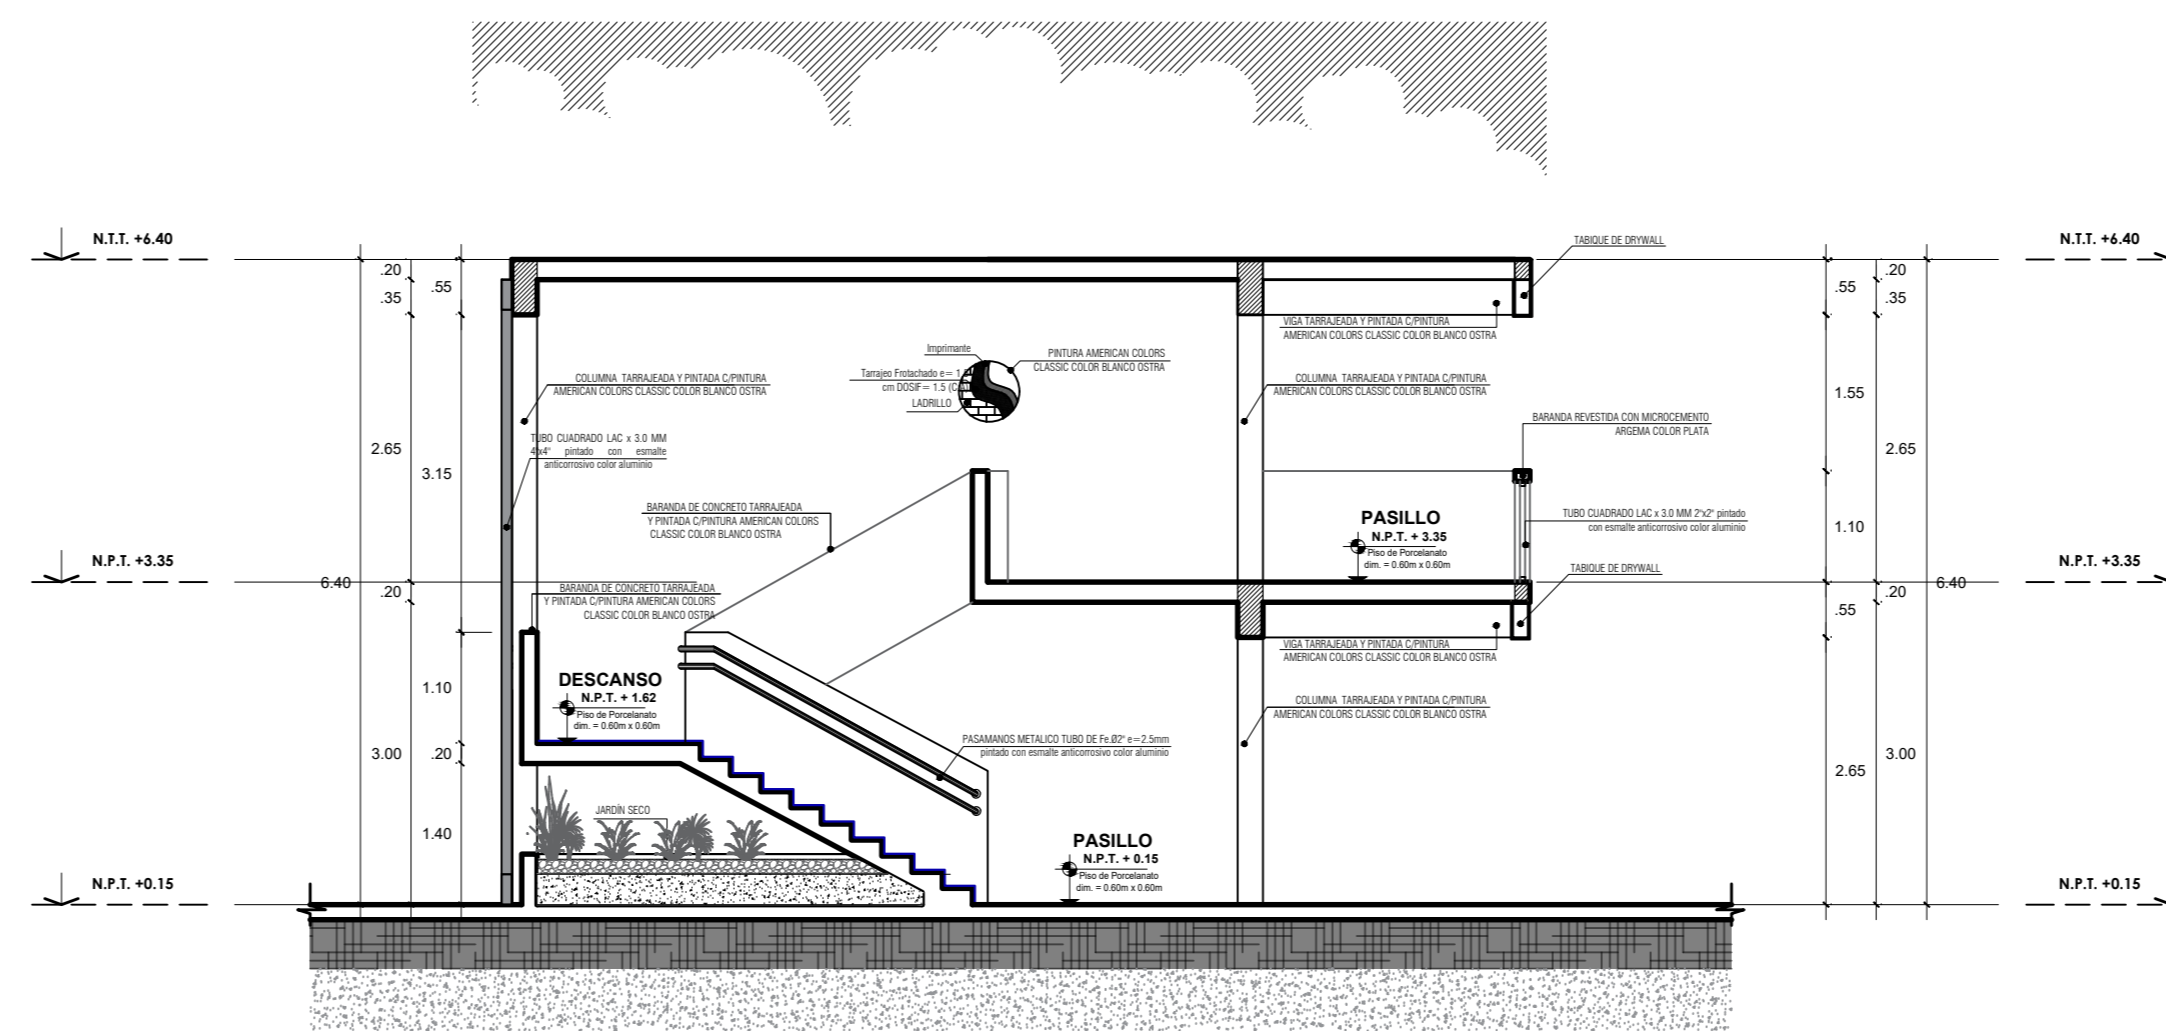 N.T.T. +6.40
N.T.T. +6.40
TABIQUE DE DRYWALL
.20
.55
.35
.20
.55
.35
VIGA TARRAJEADA Y PINTADA C/PINTURA
AMERICAN COLORS CLASSIC COLOR BLANCO OSTRA
Imprimante
PINTURA AMERICAN COLORS
CLASSIC COLOR BLANCO OSTRA
Tarrajeo Frotachado e= 1.
cm DOSIF= 1.5 (C:A)
LADRILLO
COLUMNA TARRAJEADA Y PINTADA C/PINTURA
AMERICAN COLORS CLASSIC COLOR BLANCO OSTRA
COLUMNA TARRAJEADA Y PINTADA C/PINTURA
AMERICAN COLORS CLASSIC COLOR BLANCO OSTRA
1.55
BARANDA REVESTIDA CON MICROCEMENTO
ARGEMA COLOR PLATA
TUBO CUADRADO LAC x 3.0 MM
4"x4" pintado con esmalte
anticorrosivo color aluminio
2.65
3.15
2.65
BARANDA DE CONCRETO TARRAJEADA
Y PINTADA C/PINTURA AMERICAN COLORS
CLASSIC COLOR BLANCO OSTRA
PASILLO
N.P.T. + 3.35
Piso de Porcelanato
dim. = 0.60m x 0.60m
TUBO CUADRADO LAC x 3.0 MM 2"x2" pintado
con esmalte anticorrosivo color aluminio
1.10
TABIQUE DE DRYWALL
N.P.T. +3.35
N.P.T. +3.35
6.40
.20
6.40
.20
.55
BARANDA DE CONCRETO TARRAJEADA
Y PINTADA C/PINTURA AMERICAN COLORS
CLASSIC COLOR BLANCO OSTRA
VIGA TARRAJEADA Y PINTADA C/PINTURA
AMERICAN COLORS CLASSIC COLOR BLANCO OSTRA
DESCANSO
N.P.T. + 1.62
Piso de Porcelanato
dim. = 0.60m x 0.60m
1.10
COLUMNA TARRAJEADA Y PINTADA C/PINTURA
AMERICAN COLORS CLASSIC COLOR BLANCO OSTRA
PASAMANOS METALICO TUBO DE Fe.Ø2" e=2.5mm
pintado con esmalte anticorrosivo color aluminio
3.00
.20
2.65
3.00
JARDÍN SECO
1.40
PASILLO
N.P.T. + 0.15
Piso de Porcelanato
dim. = 0.60m x 0.60m
N.P.T. +0.15
N.P.T. +0.15